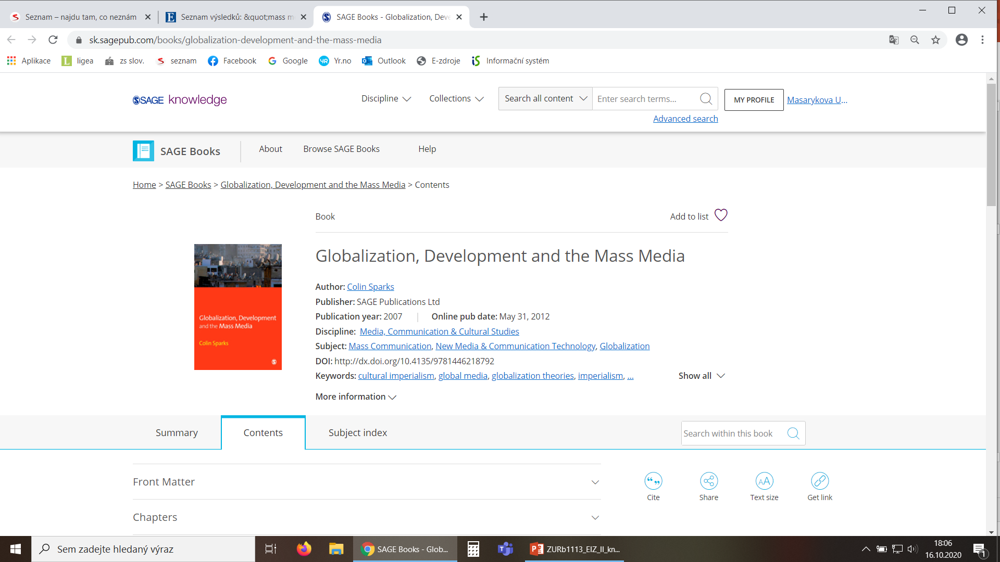 Seznam – najdu tam, co neznám
Seznam výsledků: &quot;mass m
SAGE Books - Globalization, Deve
sk.sagepub.com/books/globalization-development-and-the-mass-media
Aplikace ligea zs slov. seznam Facebook Google Yr.no Outlook E-zdroje Informační systém
SAGE knowledge
Discipline Collections Search all content Enter search terms... MY PROFILE Masarykova U...
Advanced search
SAGE Books About Browse SAGE Books Help
Home > SAGE Books > Globalization, Development and the Mass Media > Contents
Book Add to list
Globalization, Development
and the Mass Media
Colin Sparks
Globalization, Development and the Mass Media
Author: Colin Sparks
Publisher: SAGE Publications Ltd
Publication year: 2007 | Online pub date: May 31, 2012
Discipline: Media, Communication & Cultural Studies
Subject: Mass Communication, New Media & Communication Technology, Globalization
DOI: http://dx.doi.org/10.4135/9781446218792
Keywords: cultural imperialism, global media, globalization theories, imperialism, ... Show all
More information
Summary Contents Subject index Search within this book
Front Matter
Chapters
Cite Share Text size Get link
Sem zadejte hledaný výraz
SAGE Books - Glob...
ZURb1113_EIZ_II_kn...
18:06
16.10.2020
1